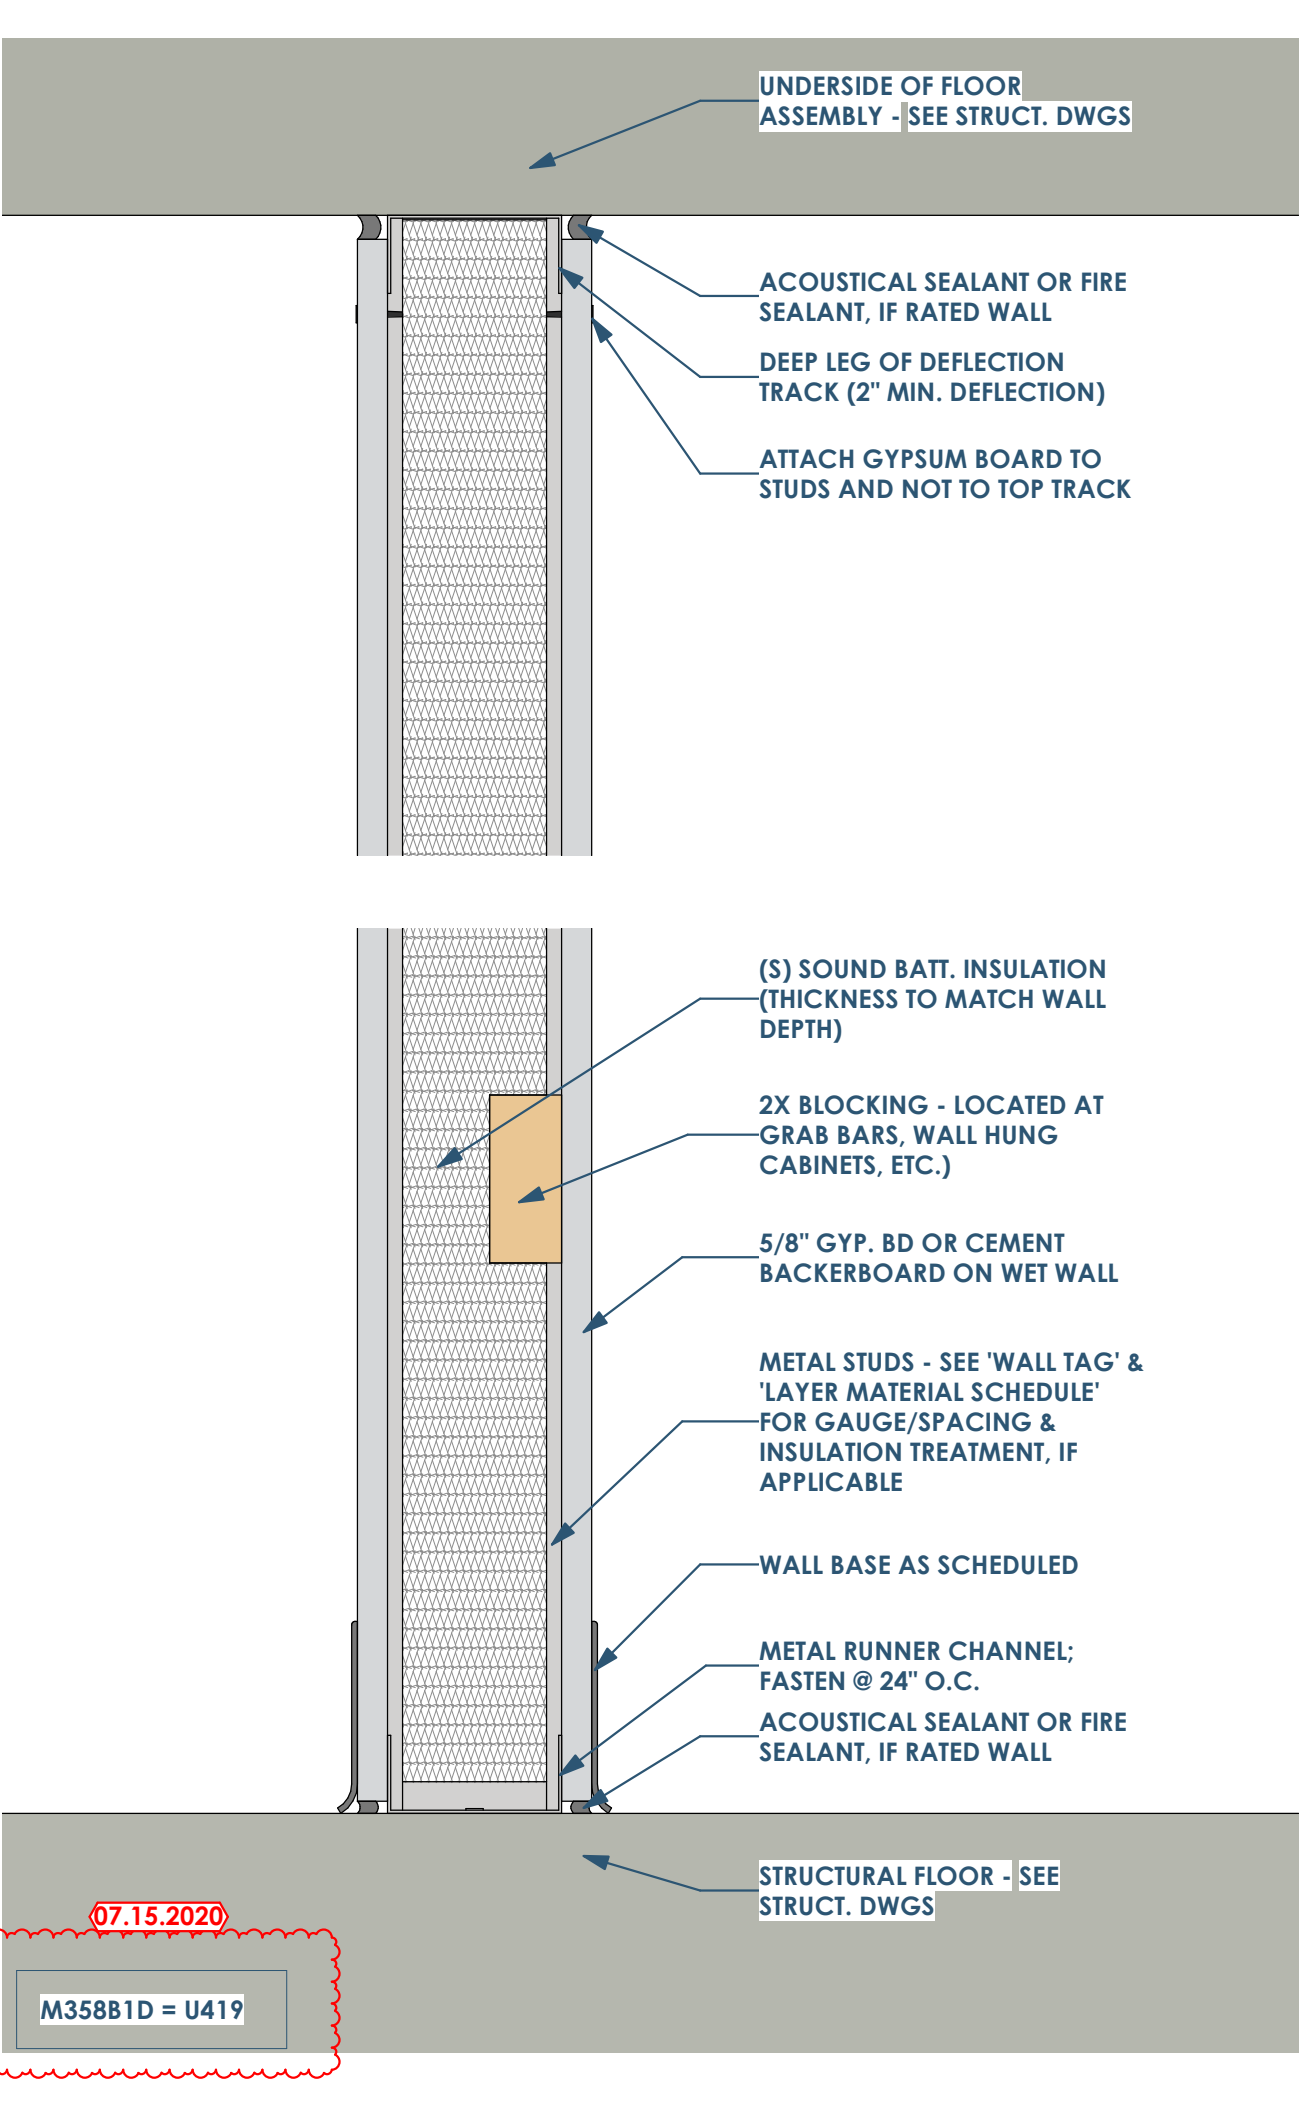 UNDERSIDE OF FLOOR
ASSEMBLY - SEE STRUCT. DWGS
ACOUSTICAL SEALANT OR FIRE
SEALANT, IF RATED WALL
DEEP LEG OF DEFLECTION
TRACK (2" MIN. DEFLECTION)
ATTACH GYPSUM BOARD TO
STUDS AND NOT TO TOP TRACK
(S) SOUND BATT. INSULATION
(THICKNESS TO MATCH WALL
DEPTH)
2X BLOCKING - LOCATED AT
GRAB BARS, WALL HUNG
CABINETS, ETC.)
5/8" GYP. BD OR CEMENT
BACKERBOARD ON WET WALL
METAL STUDS - SEE 'WALL TAG' &
'LAYER MATERIAL SCHEDULE'
FOR GAUGE/SPACING &
INSULATION TREATMENT, IF
APPLICABLE
WALL BASE AS SCHEDULED
METAL RUNNER CHANNEL;
FASTEN @ 24" O.C.
ACOUSTICAL SEALANT OR FIRE
SEALANT, IF RATED WALL
STRUCTURAL FLOOR - SEE
STRUCT. DWGS
07.15.2020
M358B1D = U419